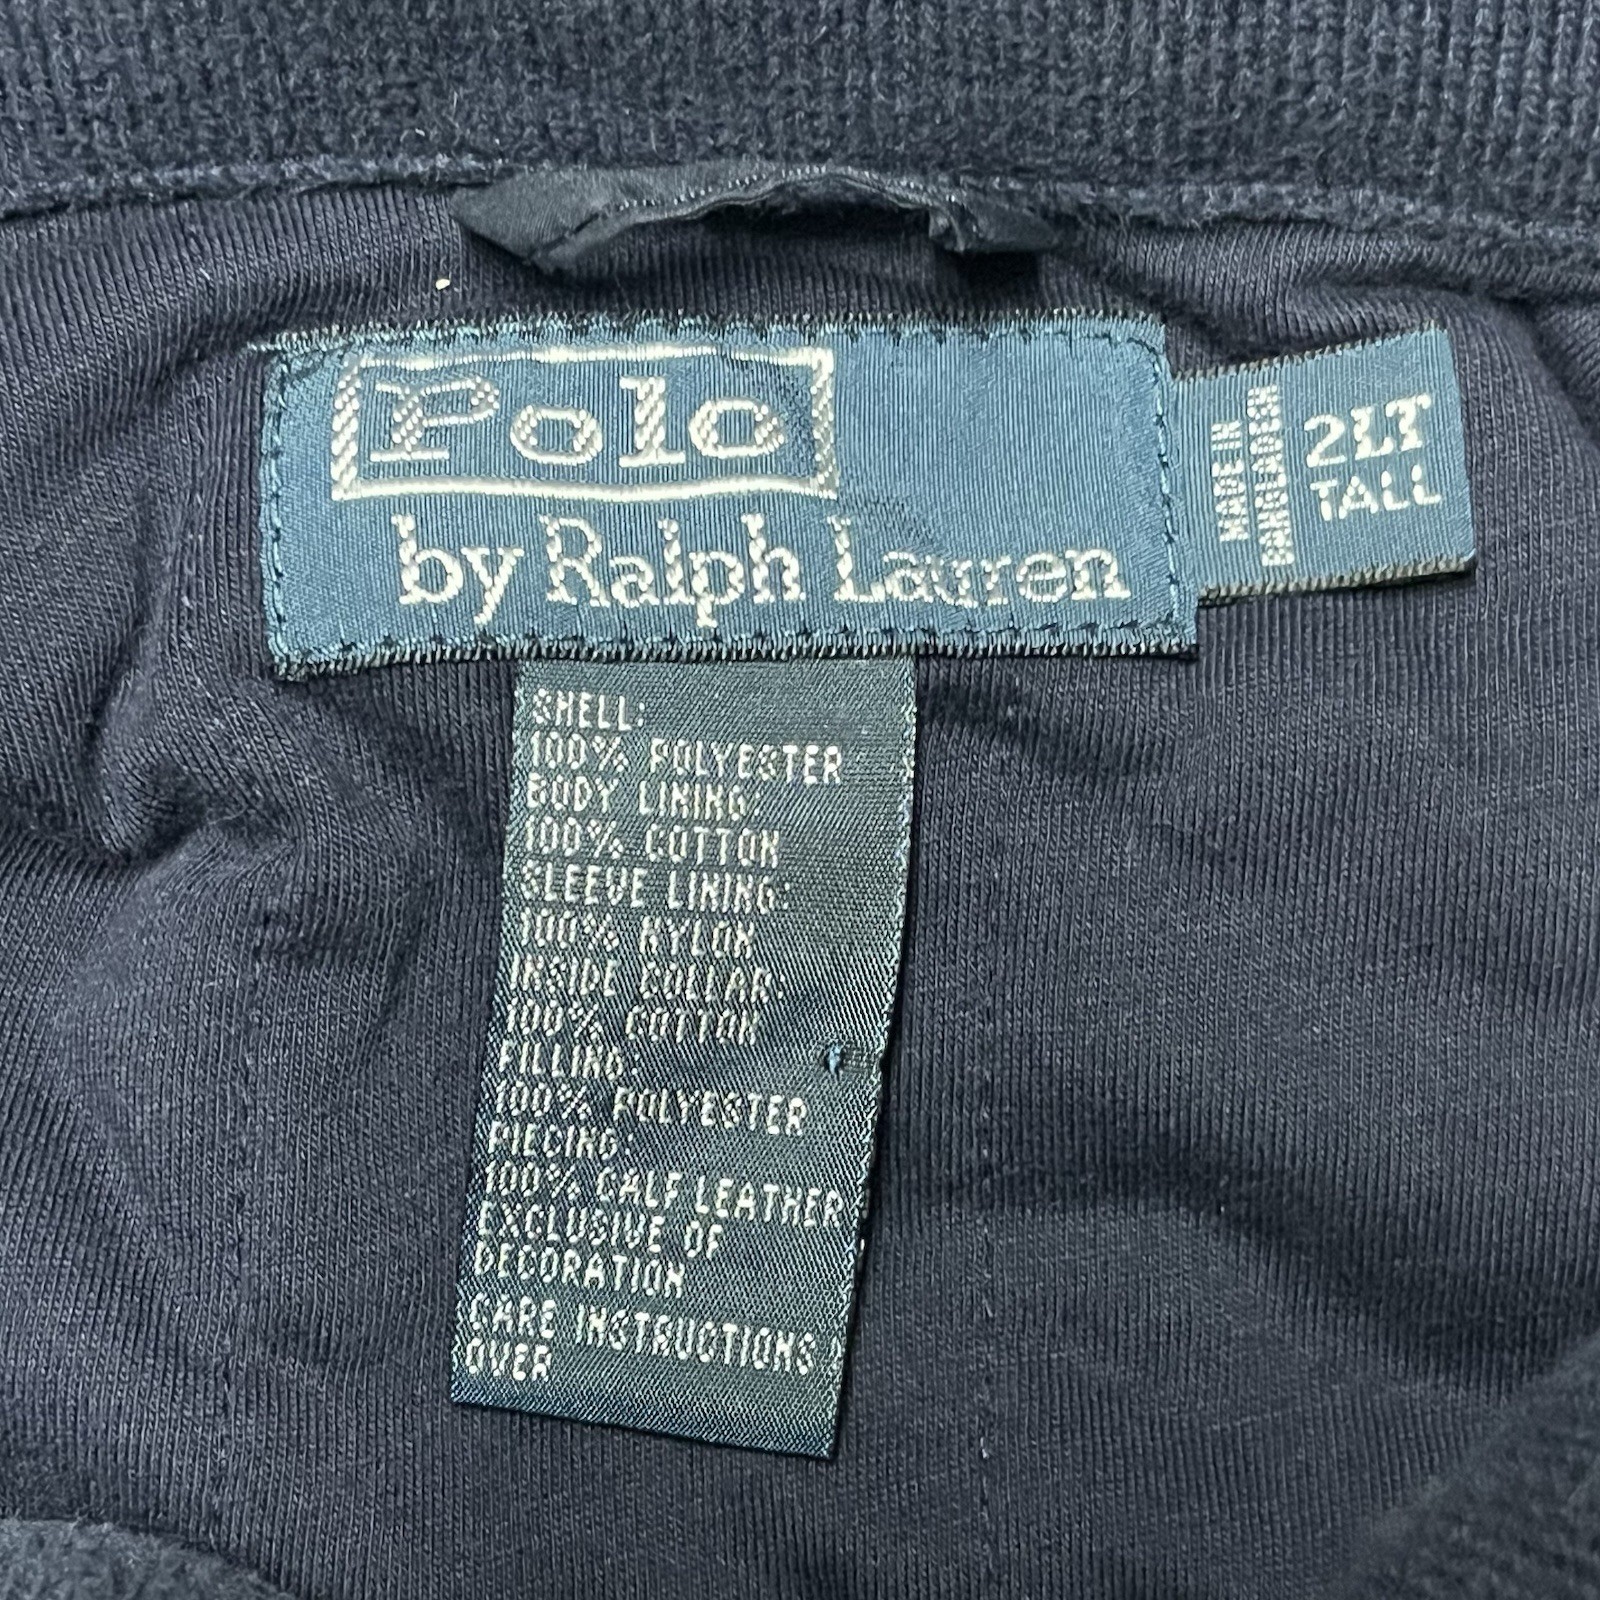 Polo
by Ralph Lauren
MADE IN
BANGLADESH
2LT
TALL
SHELL:
100% POLYESTER
BODY LINING:
100% COTTON
SLEEVE LINING:
100% NYLON
INSIDE COLLAR:
100% COTTON
FILLING:
100% POLYESTER
PIECING:
100% CALF LEATHER
EXCLUSIVE OF
DECORATION
CARE INSTRUCTIONS
OVER